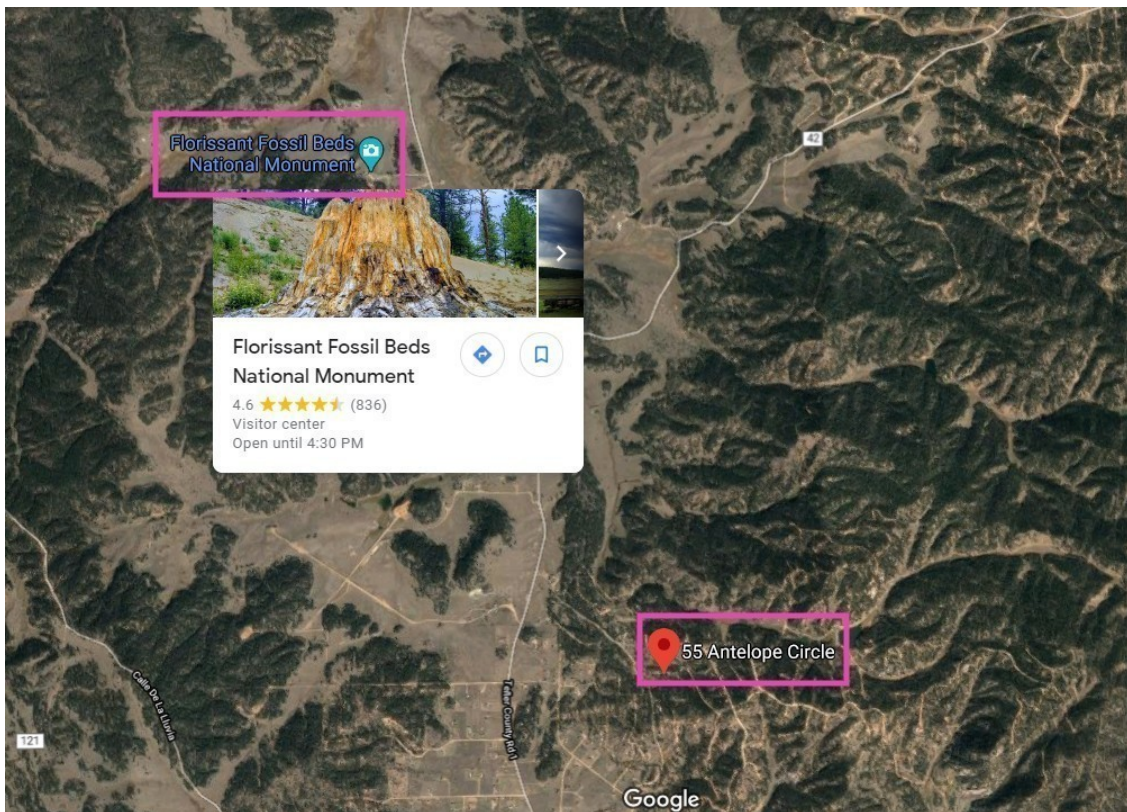 42
Florissant Fossil Beds
National Monument
Florissant Fossil Beds
National Monument
4.6 (836)
Visitor center
Open until 4:30 PM
55 Antelope Circle
Calle De La Lluvia
Teller County Rd 1
121
Google